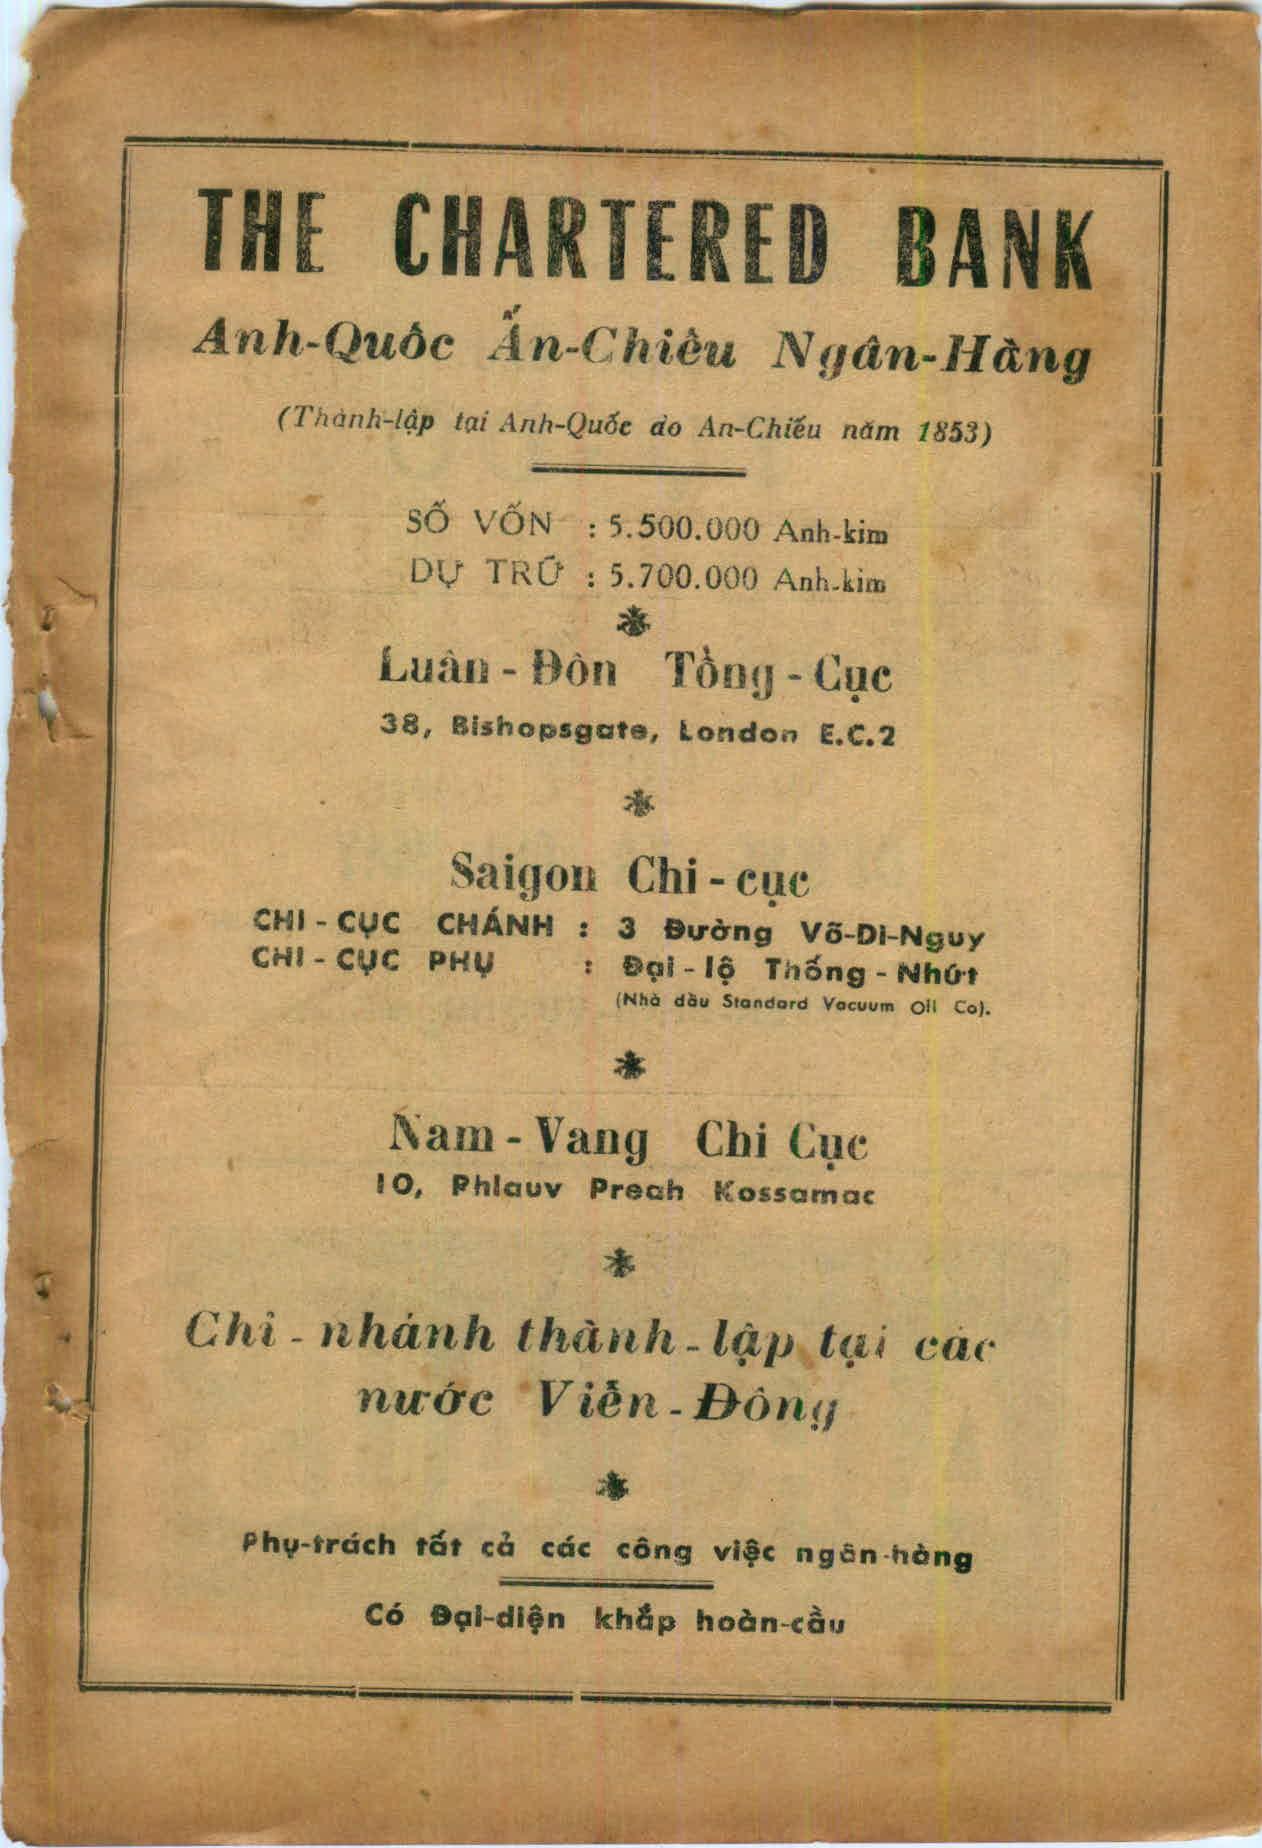 THE CHARTERED BANK
Anh-Quốc Ấn-Chiếu Ngân-Hàng
(Thành-lập tại Anh-Quốc do Ấn-Chiếu năm 1853)
SỐ VỐN : 5.500.000 Anh-kim
DỰ TRỮ : 5.700.000 Anh-kim
Luân-Đôn Tổng-Cục
38, Bishopsgate, London E.C.2
Saigon Chi-cục
CHI-CỤC CHÁNH : 3 Đường Võ-Di-Nguy
CHI-CỤC PHỤ : Đại-lộ Thống-Nhứt
(Nhà dầu Standard Vacuum Oil Co).
Nam-Vang Chi Cục
10, Phlauv Preah Kossamac
Chi-nhánh thành-lập tại các
nước Viễn-Đông
Phụ-trách tất cả các công việc ngân-hàng
Có Đại-diện khắp hoàn-cầu